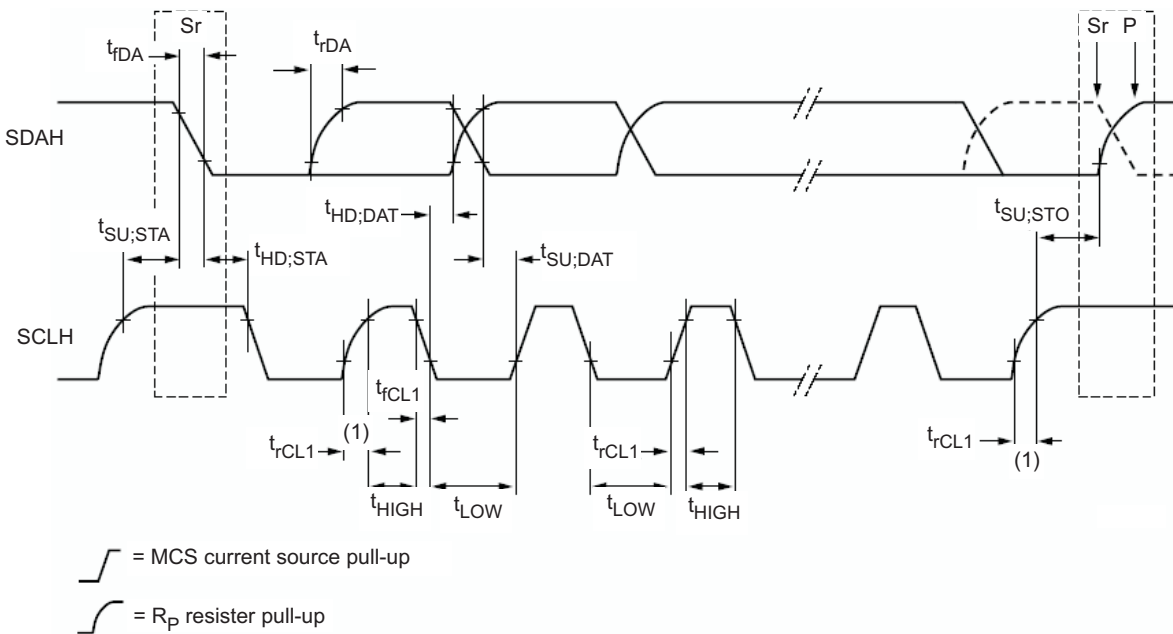 Sr
Sr P
tfDA
trDA
SDAH
tHD;DAT
tSU;STO
tSU;STA
tHD;STA
tSU;DAT
SCLH
tfCL1
(1)
trCL1
trCL1
trCL1
(1)
tHIGH
tLOW
tLOW
tHIGH
= MCS current source pull-up
= RP resister pull-up